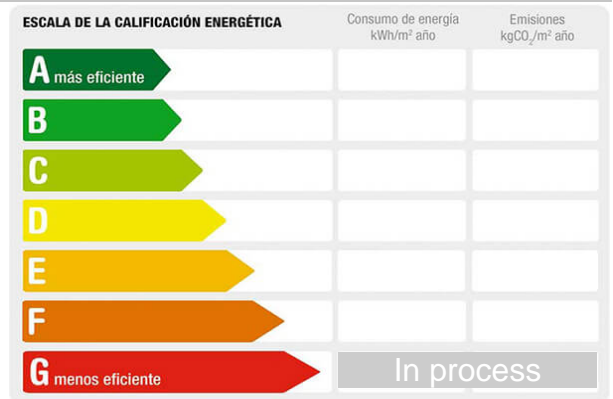 ESCALA DE LA CALIFICACIÓN ENERGÉTICA
Consumo de energía
kWh/m² año
Emisiones
kgCO₂/m² año
A más eficiente
B
C
D
E
F
G menos eficiente
In process